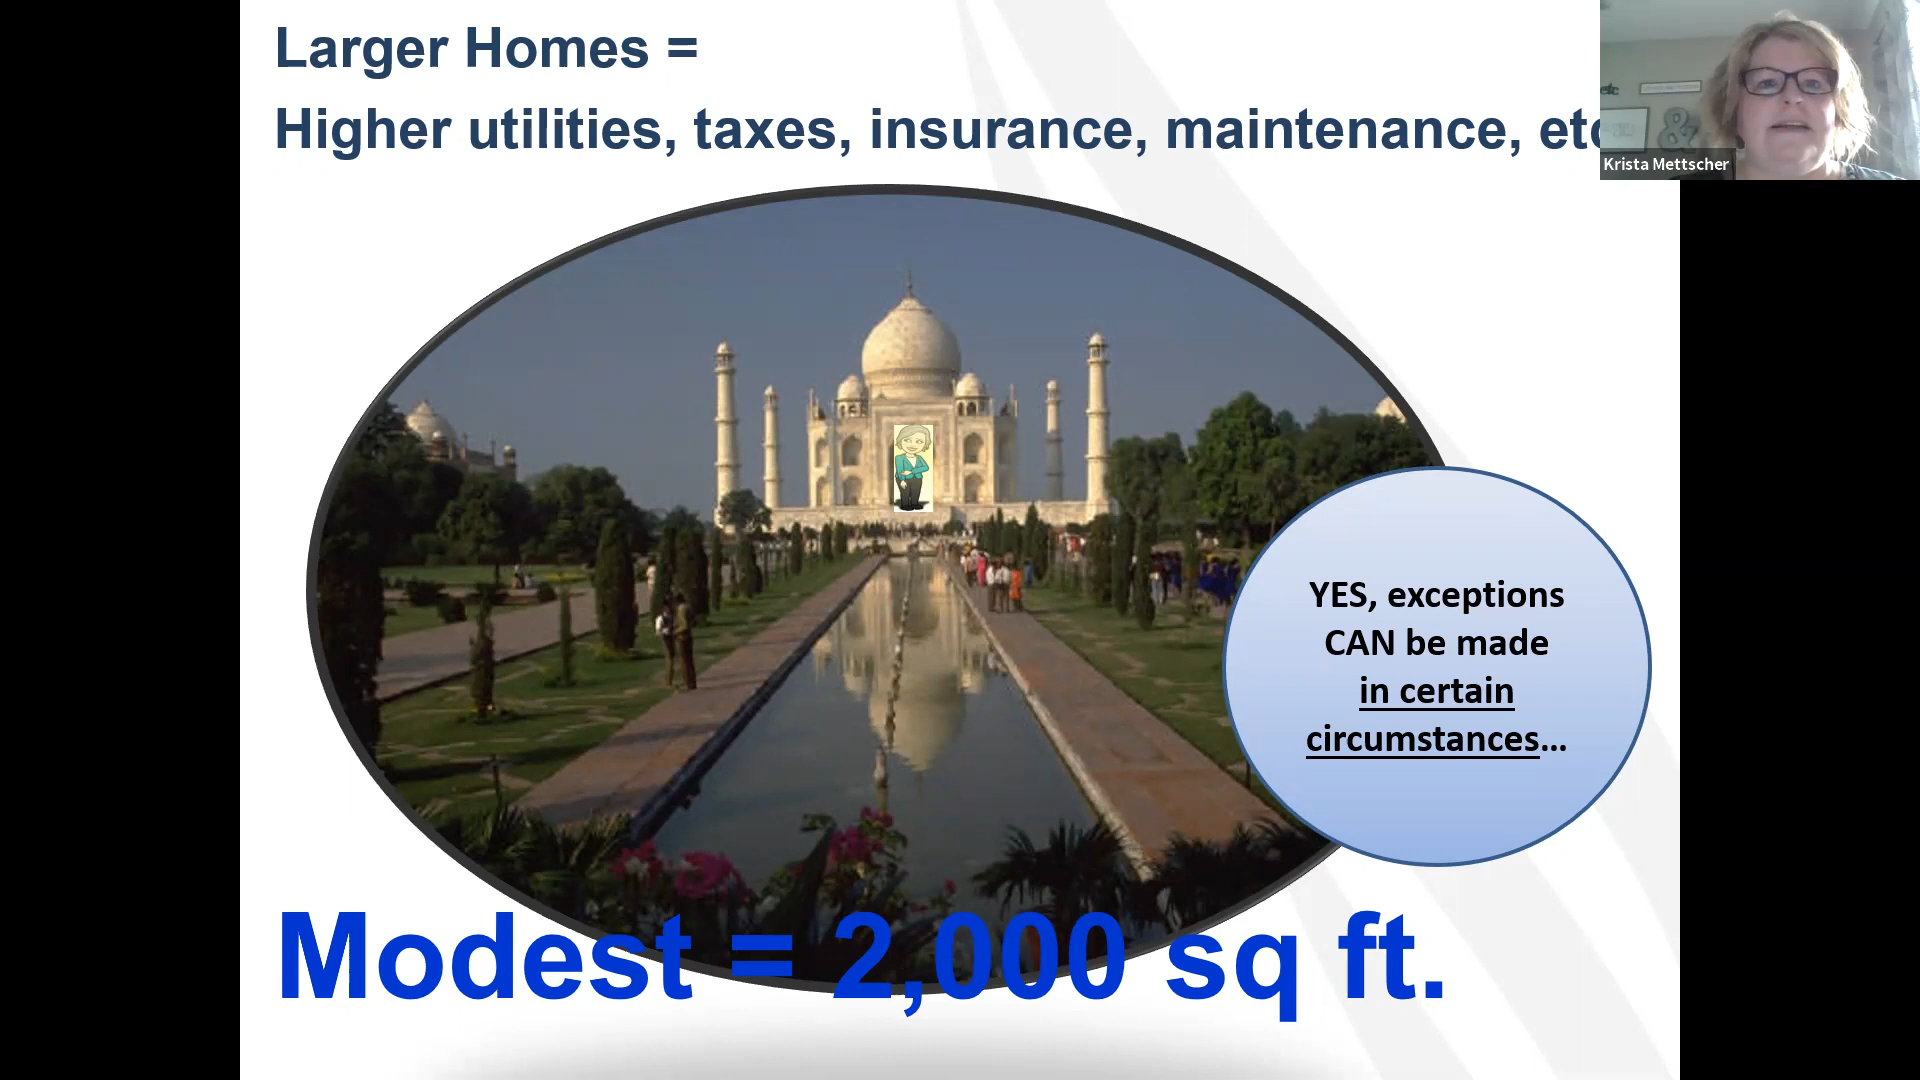 Larger Homes =
Higher utilities, taxes, insurance, maintenance, etc
Krista Mettscher
YES, exceptions
CAN be made
in certain
circumstances...
Modest = 2,000 sq ft.